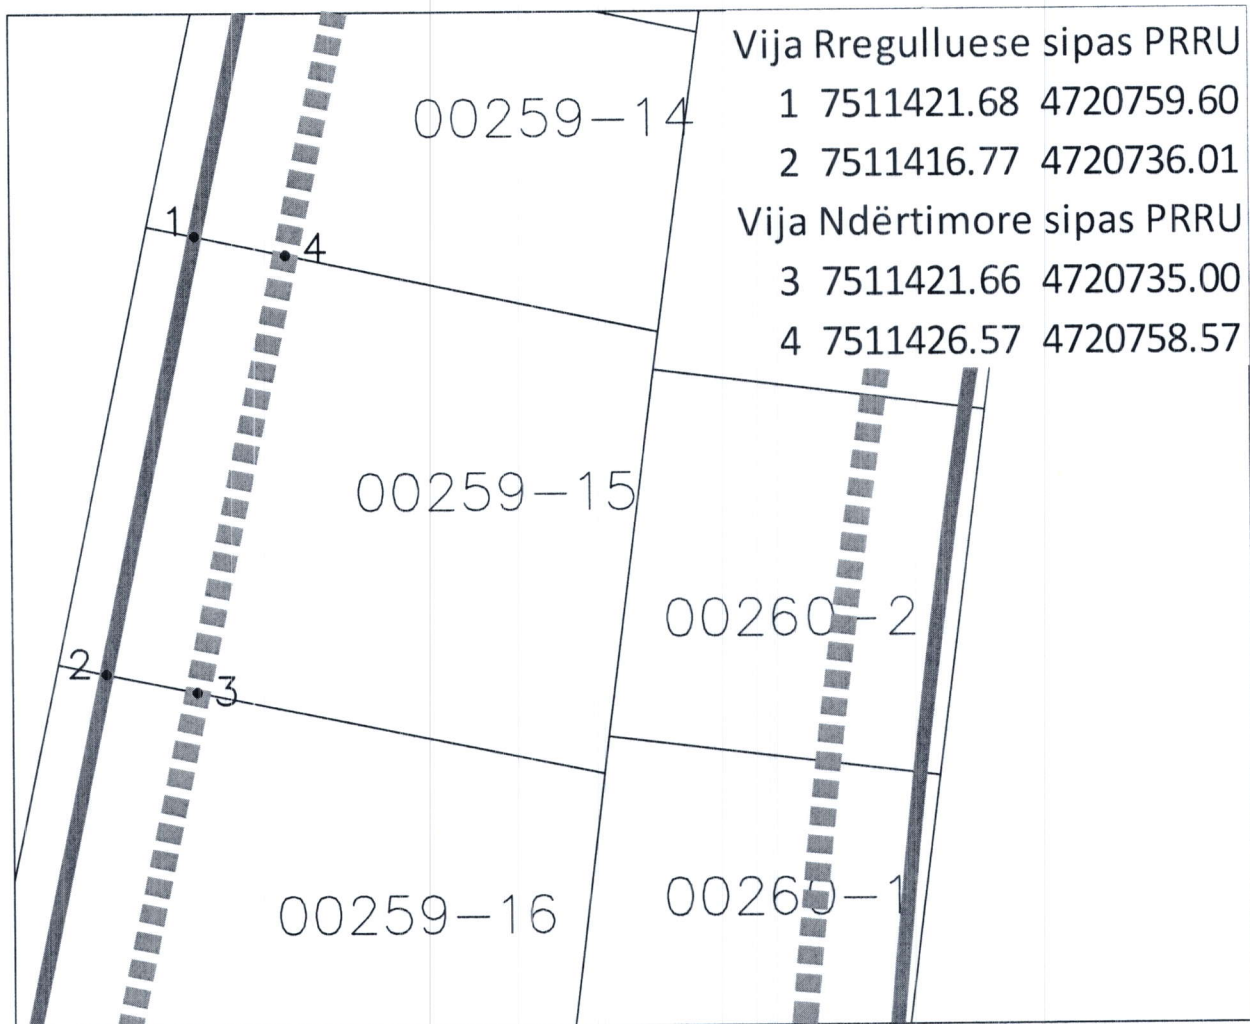 Vija Rregulluese sipas PRRU
1 7511421.68 4720759.60
2 7511416.77 4720736.01
Vija Ndërtimore sipas PRRU
3 7511421.66 4720735.00
4 7511426.57 4720758.57
00259-14
1
4
00259-15
00260-2
2
3
00259-16
00260-1